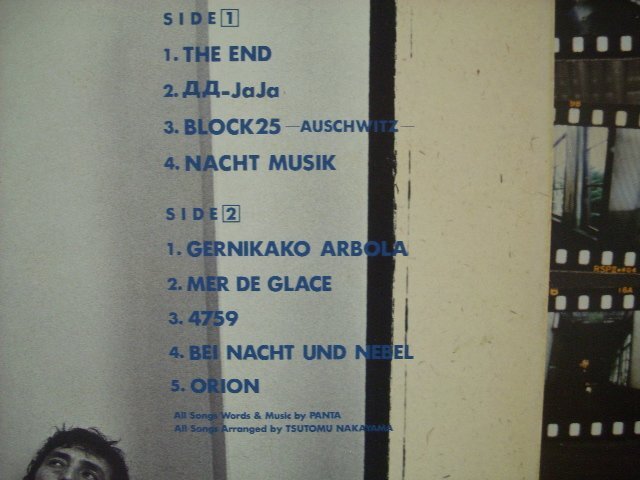 SIDE 1
1. THE END
2. ДД-JaJa
3. BLOCK25 —AUSCHWITZ—
4. NACHT MUSIK
SIDE 2
1. GERNIKAKO ARBOLA
2. MER DE GLACE
3. 4759
4. BEI NACHT UND NEBEL
5. ORION
All Songs Words & Music by PANTA
All Songs Arranged by TSUTOMU NAKAYAMA